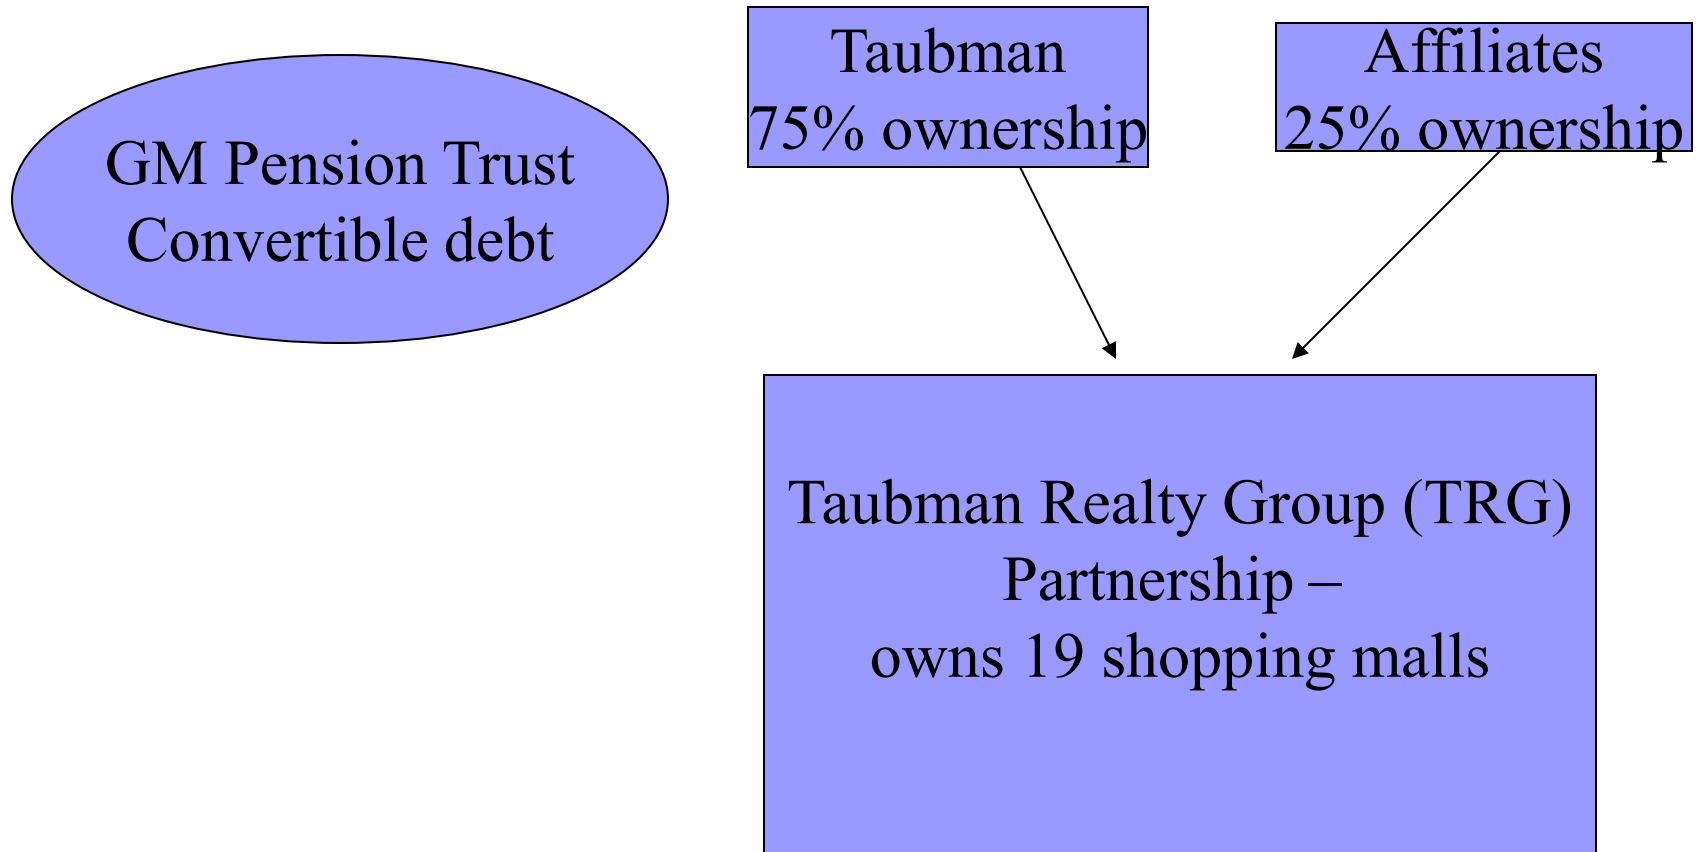 GM Pension Trust
Convertible debt
Taubman
75% ownership
Affiliates
25% ownership
Taubman Realty Group (TRG)
Partnership –
owns 19 shopping malls